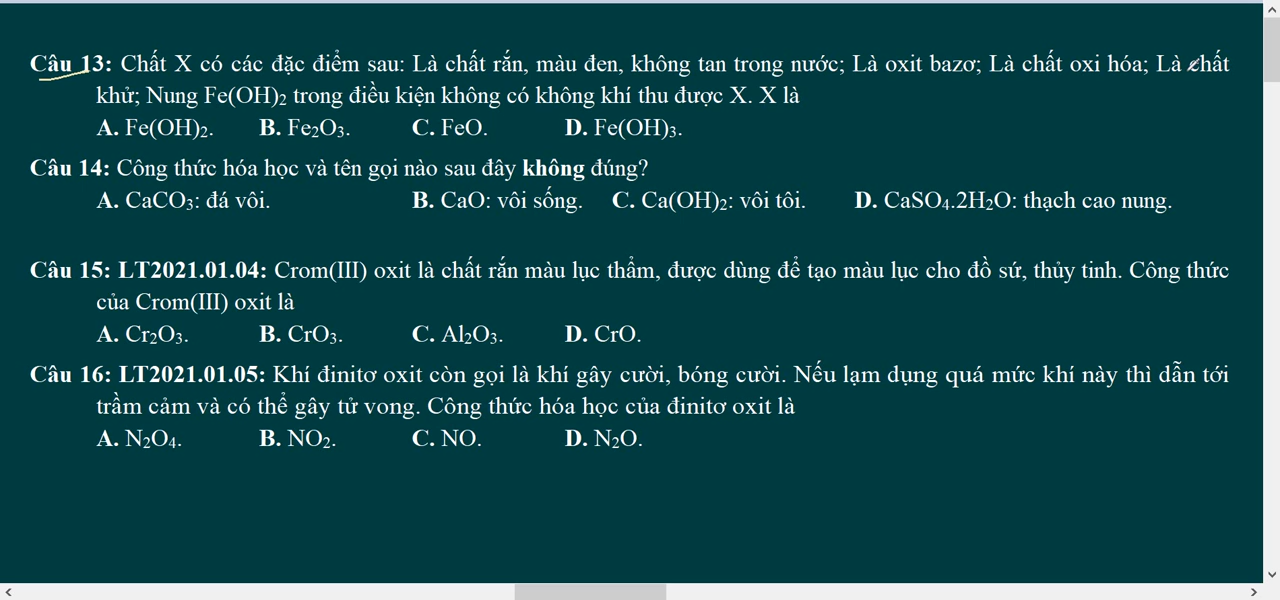 Câu 13: Chất X có các đặc điểm sau: Là chất rắn, màu đen, không tan trong nước; Là oxit bazơ; Là chất oxi hóa; Là chất
khử; Nung Fe(OH)₂ trong điều kiện không có không khí thu được X. X là
A. Fe(OH)₂. B. Fe₂O₃. C. FeO. D. Fe(OH)₃.
Câu 14: Công thức hóa học và tên gọi nào sau đây không đúng?
A. CaCO₃: đá vôi. B. CaO: vôi sống. C. Ca(OH)₂: vôi tôi. D. CaSO₄.2H₂O: thạch cao nung.
Câu 15: LT2021.01.04: Crom(III) oxit là chất rắn màu lục thẩm, được dùng để tạo màu lục cho đồ sứ, thủy tinh. Công thức
của Crom(III) oxit là
A. Cr₂O₃. B. CrO₃. C. Al₂O₃. D. CrO.
Câu 16: LT2021.01.05: Khí đinitơ oxit còn gọi là khí gây cười, bóng cười. Nếu lạm dụng quá mức khí này thì dẫn tới
trầm cảm và có thể gây tử vong. Công thức hóa học của đinitơ oxit là
A. N₂O₄. B. NO₂. C. NO. D. N₂O.